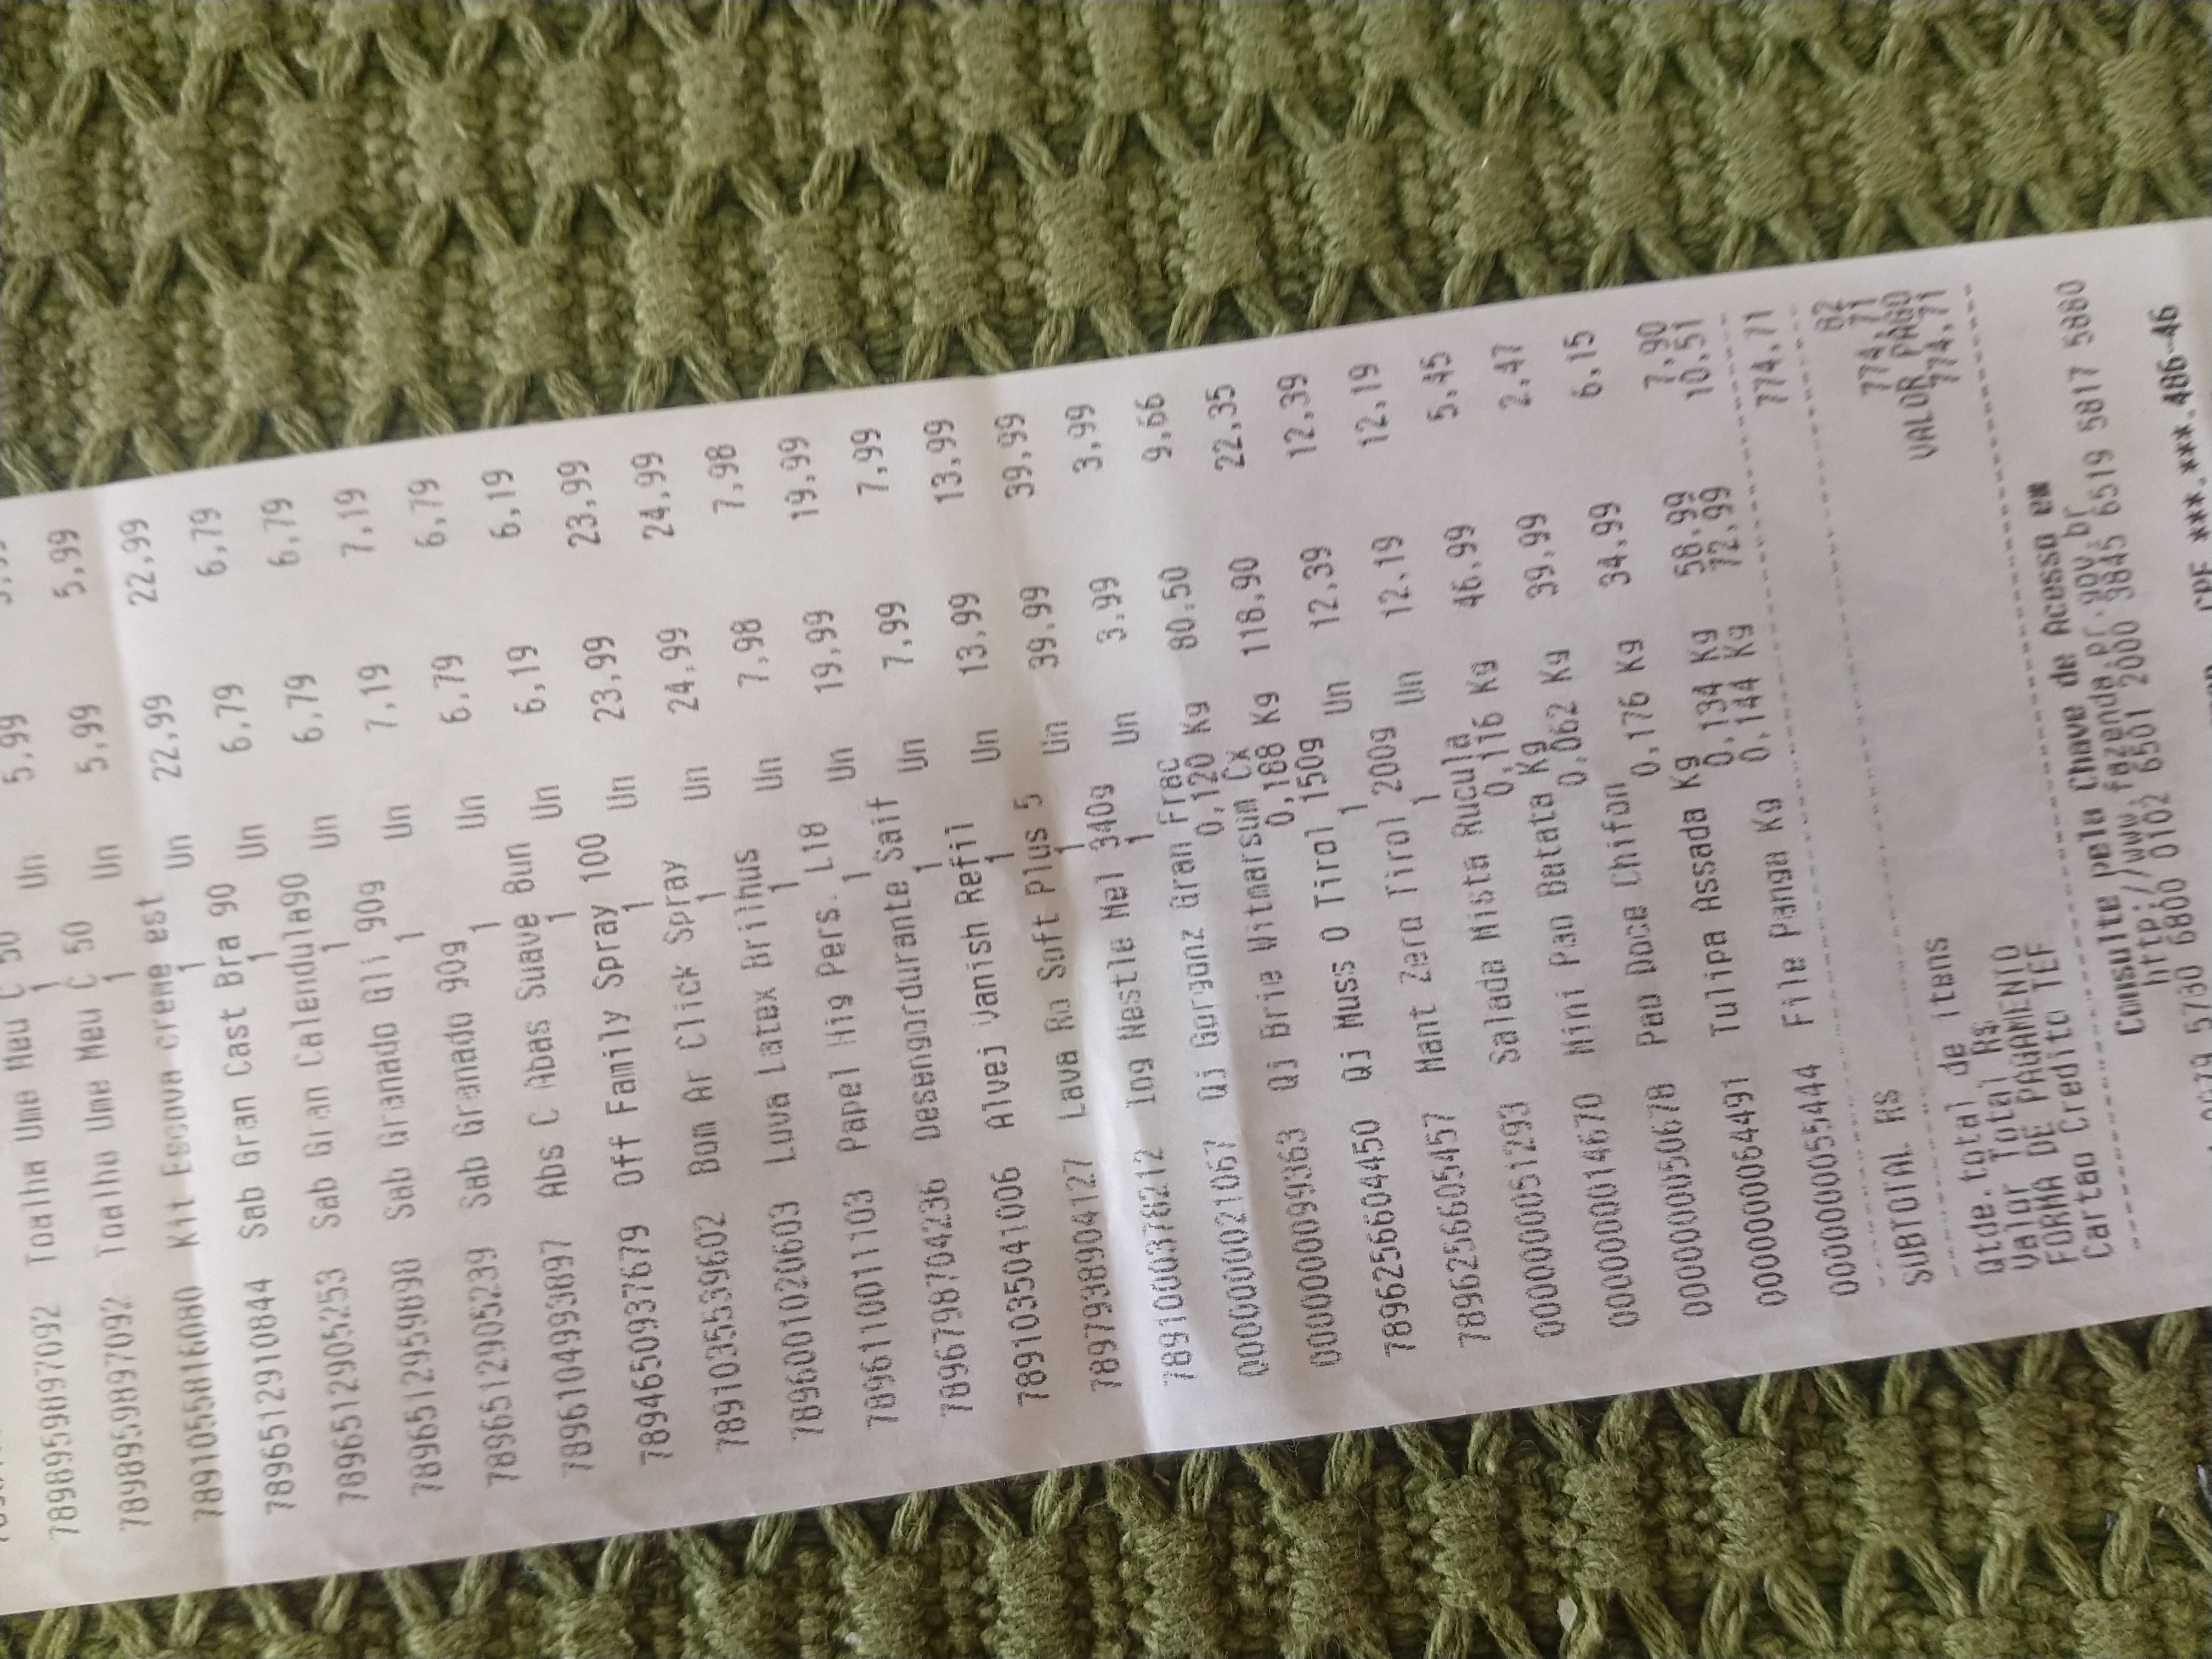 7898959897092 Toalha Ume Meu C 50
1 Un 5,99
7898959897092 Toalha Ume Meu C 50
1 Un 5,99 5,99
7891055816080 Kit Escova creme est
1 Un 22,99 22,99
7896512910844 Sab Gran Cast Bra 90
1 Un 6,79 6,79
7896512905253 Sab Gran Calendula90
1 Un 6,79 6,79
7896512959898 Sab Granado Gli 90g
1 Un 7,19 7,19
7896512905239 Sab Granado 90g
1 Un 6,79 6,79
7896104993897 Abs C Abas Suave 8un
1 Un 6,19 6,19
7894650937679 Off Family Spray 100
1 Un 23,99 23,99
7891035539602 Bom Ar Click Spray
1 Un 24,99 24,99
7896001020603 Luva Latex Brilhus
1 Un 7,98 7,98
7896110011103 Papel Hig Pers. L18
1 Un 19,99 19,99
7896798704236 Desengordurante Saif
1 Un 7,99 7,99
7891035041006 Alvej Vanish Refil
1 Un 13,99 13,99
7897938904127 Lava Ro Soft Plus 5
1 Un 39,99 39,99
7891000378212 Iog Nestle Mel 340g
1 Un 3,99 3,99
0000000021067 Qj Gorgonz Gran Frac
0,120 Kg 80,50 9,66
0000000099363 Qj Brie Witmarsum Cx
0,188 Kg 118,90 22,35
7896256604450 Qj Muss O Tirol 150g
1 Un 12,39 12,39
7896256605457 Mant Zero Tirol 200g
1 Un 12,19 12,19
0000000051293 Salada Mista Rucula
0,116 Kg 46,99 5,45
0000000014670 Mini Pao Batata Kg
0,062 Kg 39,99 2,47
0000000050678 Pao Doce Chifon
0,176 Kg 34,99 6,15
0000000064491 Tulipa Assada Kg
0,134 Kg 58,99 7,90
0000000055444 File Panga Kg
0,144 Kg 72,99 10,51
SUBTOTAL R$ 774,71
Qtde.total de itens 82
Valor Total R$ 774,71
FORMA DE PAGAMENTO VALOR PAGO
Cartao Credito TEF 774,71
Consulte pela Chave de Acesso em
http://www.fazenda.pr.gov.br
5730 6800 0102 6501 2000 3845 6519 5817 5880
CPF ***.***.486-46